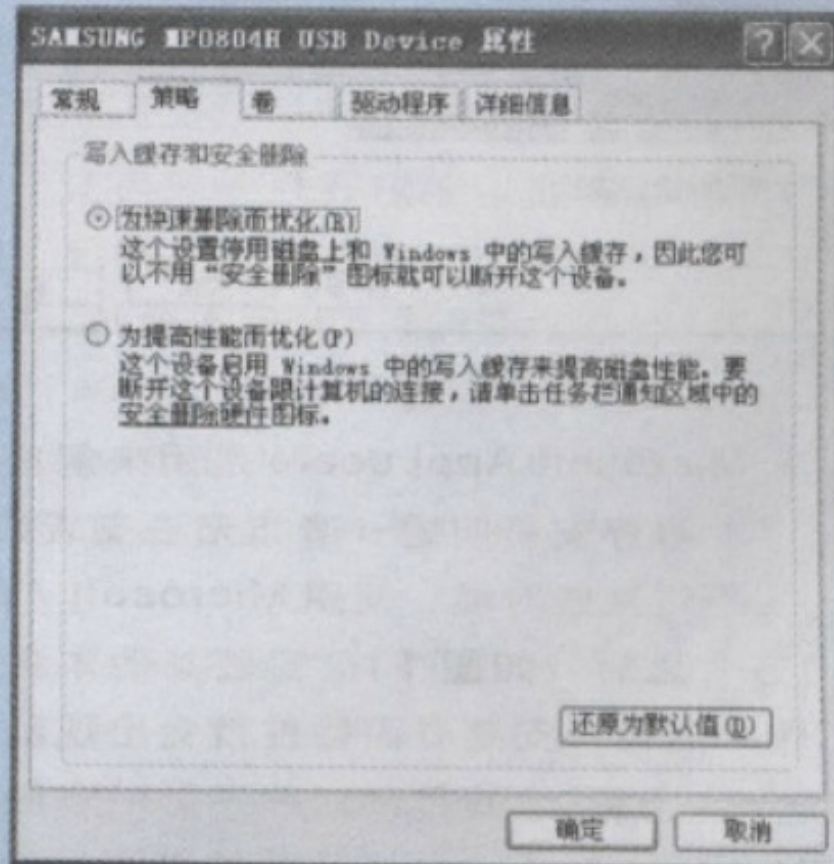 SAMSUNG MP0804H USB Device 属性
常规 策略 卷 驱动程序 详细信息
写入缓存和安全删除
为快速删除而优化(R)
这个设置停用磁盘上和 Windows 中的写入缓存，因此您可
以不用“安全删除”图标就可以断开这个设备。
为提高性能而优化(P)
这个设备启用 Windows 中的写入缓存来提高磁盘性能。要
断开这个设备跟计算机的连接，请单击任务栏通知区域中的
安全删除硬件图标。
还原为默认值(D)
确定 取消